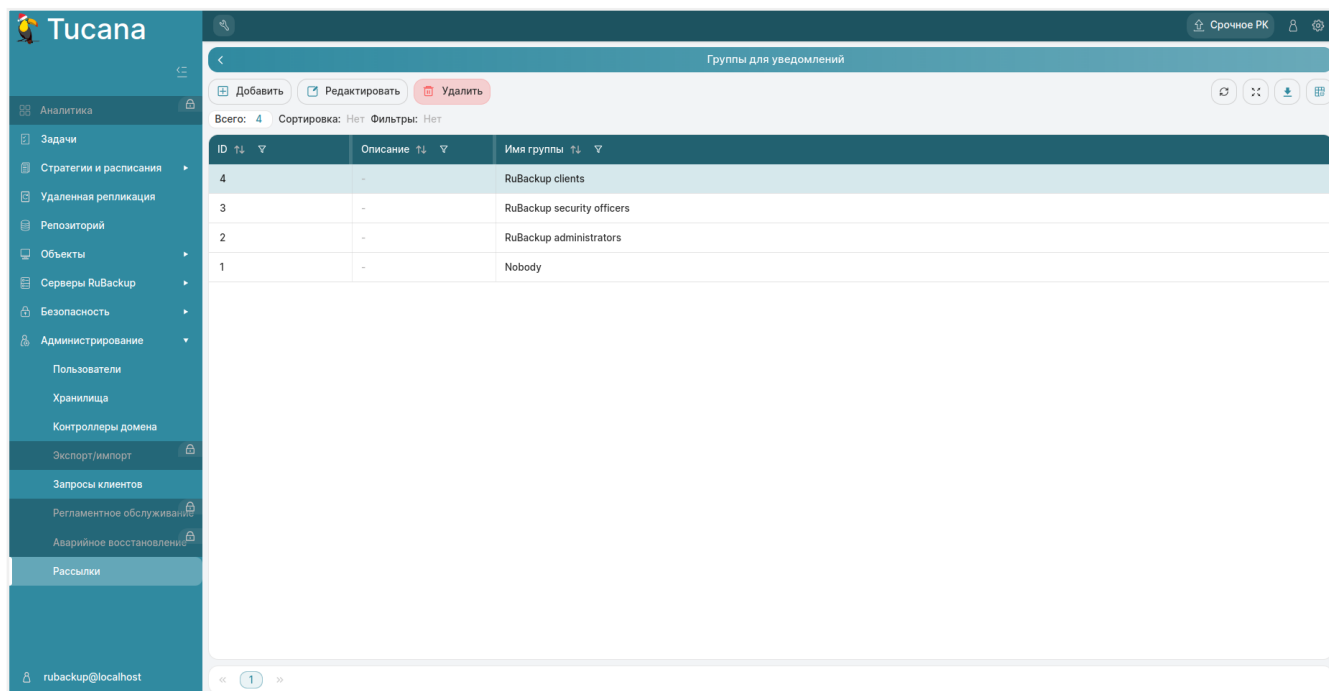 Tucana
Срочное РК
Группы для уведомлений
Добавить Редактировать Удалить
Всего: 4 Сортировка: Нет Фильтры: Нет
ID Описание Имя группы
4 - RuBackup clients
3 - RuBackup security officers
2 - RuBackup administrators
1 - Nobody
Аналитика
Задачи
Стратегии и расписания
Удаленная репликация
Репозиторий
Объекты
Серверы RuBackup
Безопасность
Администрирование
Пользователи
Хранилища
Контроллеры домена
Экспорт/импорт
Запросы клиентов
Регламентное обслуживание
Аварийное восстановление
Рассылки
rubackup@localhost
« 1 »